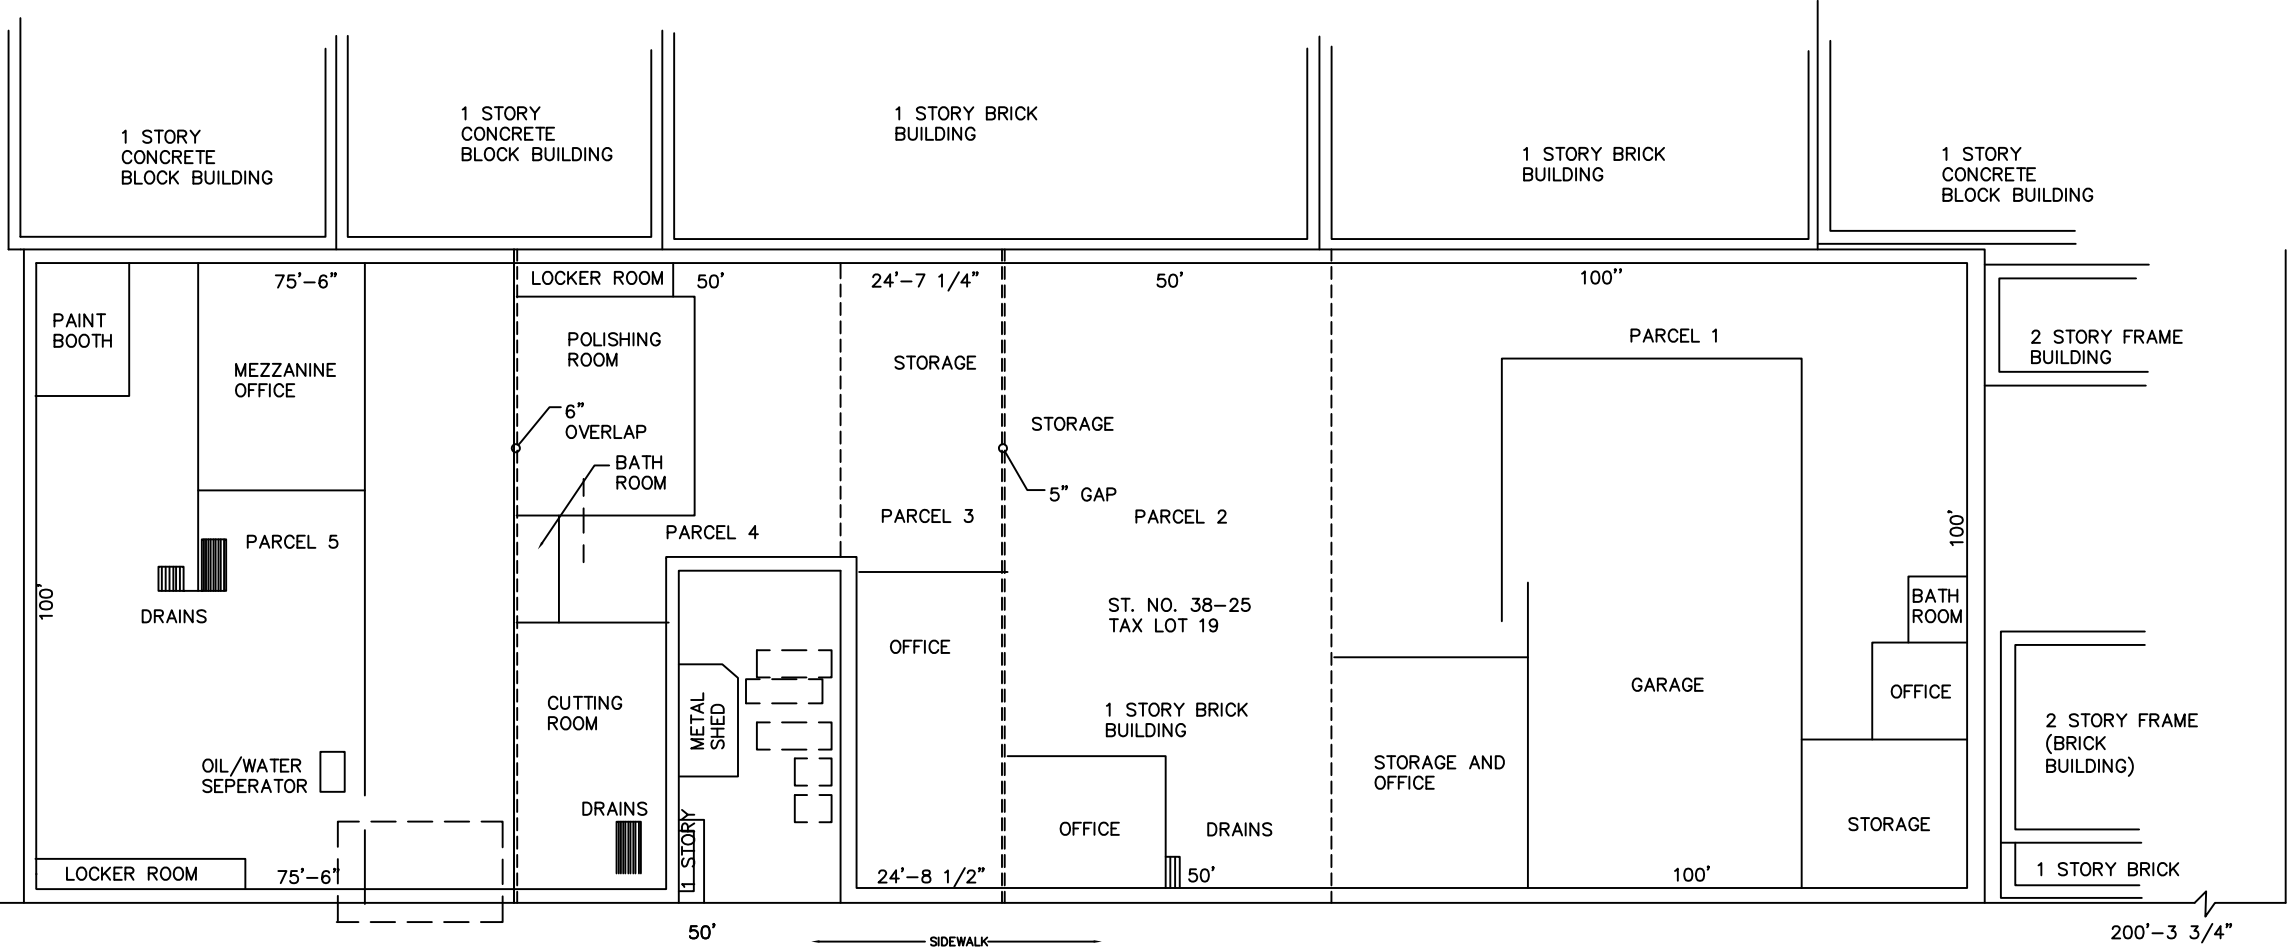 1 STORY
CONCRETE
BLOCK BUILDING
1 STORY
CONCRETE
BLOCK BUILDING
1 STORY BRICK
BUILDING
1 STORY BRICK
BUILDING
1 STORY
CONCRETE
BLOCK BUILDING
75'-6"
LOCKER ROOM
50'
24'-7 1/4"
50'
100"
PAINT
BOOTH
MEZZANINE
OFFICE
POLISHING
ROOM
STORAGE
PARCEL 1
2 STORY FRAME
BUILDING
6"
OVERLAP
STORAGE
BATH
ROOM
5" GAP
PARCEL 5
PARCEL 4
PARCEL 3
PARCEL 2
100'
100'
DRAINS
ST. NO. 38-25
TAX LOT 19
BATH
ROOM
OFFICE
CUTTING
ROOM
METAL
SHED
1 STORY BRICK
BUILDING
GARAGE
OFFICE
2 STORY FRAME
(BRICK
BUILDING)
OIL/WATER
SEPERATOR
STORAGE AND
OFFICE
DRAINS
1 STORY
OFFICE
DRAINS
STORAGE
LOCKER ROOM
75'-6"
24'-8 1/2"
50'
100'
1 STORY BRICK
50'
SIDEWALK
200'-3 3/4"